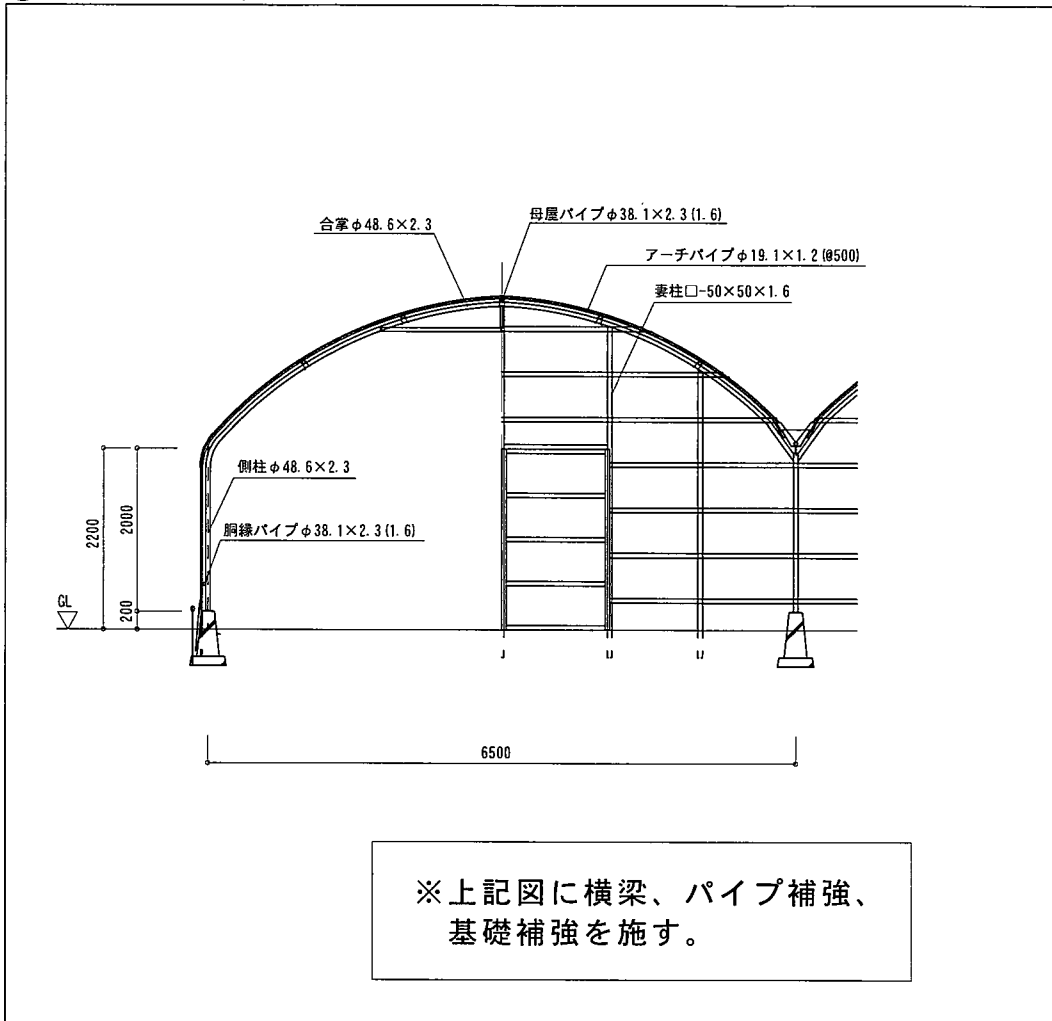 合掌φ48.6×2.3
母屋パイプφ38.1×2.3(1.6)
アーチパイプφ19.1×1.2(@500)
妻柱□-50×50×1.6
側柱φ48.6×2.3
胴縁パイプφ38.1×2.3(1.6)
2200
2000
200
GL
6500
※上記図に横梁、パイプ補強、
基礎補強を施す。